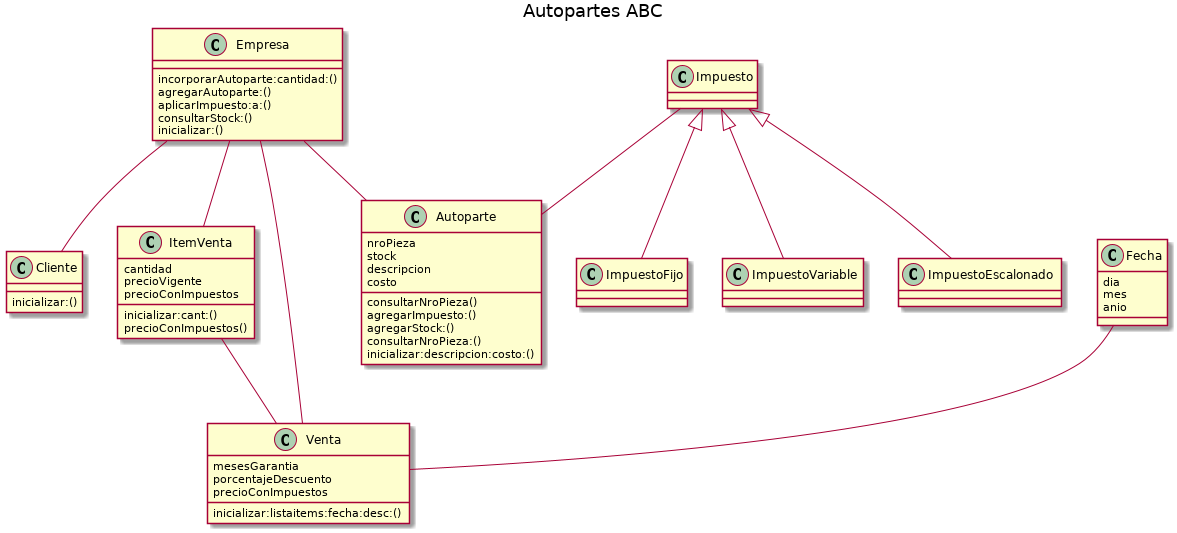 Autopartes ABC
C Empresa
incorporarAutoparte:cantidad:()
agregarAutoparte:()
aplicarImpuesto:a:()
consultarStock:()
inicializar:()
C Impuesto
C Cliente
inicializar:()
C ItemVenta
cantidad
precioVigente
precioConImpuestos
inicializar:cant:()
precioConImpuestos()
C Autoparte
nroPieza
stock
descripcion
costo
consultarNroPieza()
agregarImpuesto:()
agregarStock:()
consultarNroPieza:()
inicializar:descripcion:costo:()
C ImpuestoFijo
C ImpuestoVariable
C ImpuestoEscalonado
C Fecha
dia
mes
anio
C Venta
mesesGarantia
porcentajeDescuento
precioConImpuestos
inicializar:listaitems:fecha:desc:()